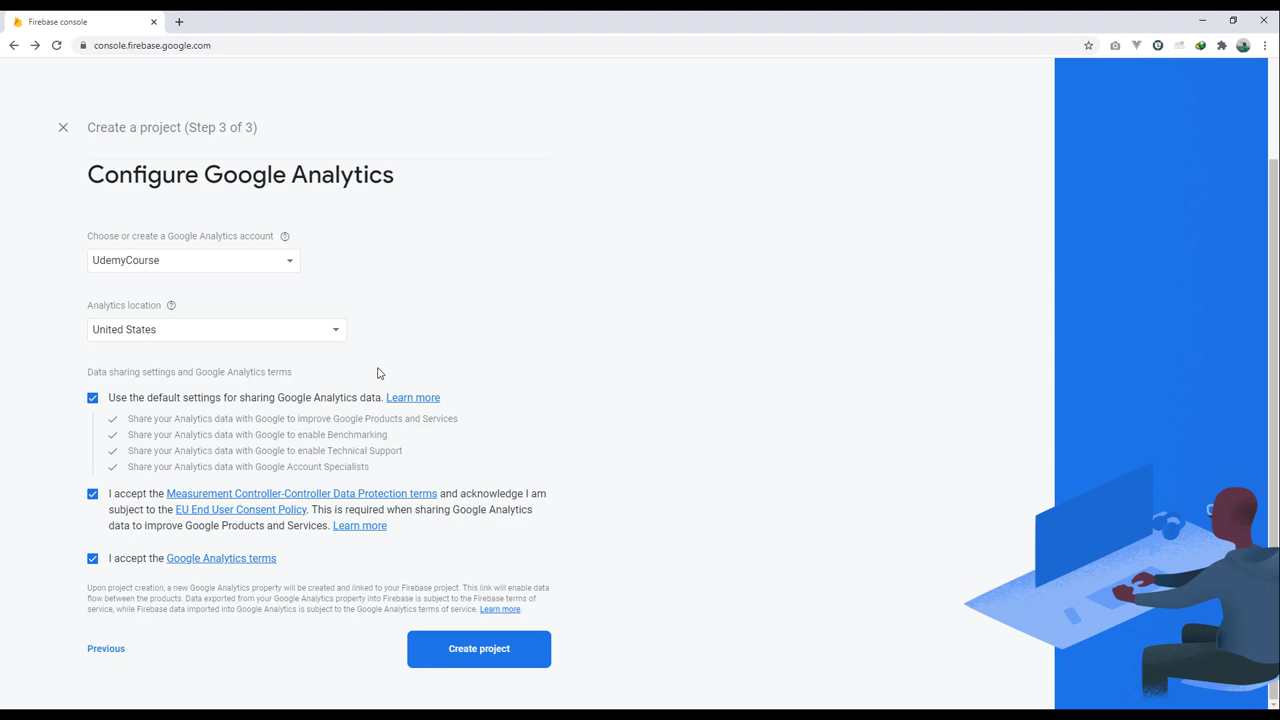 Firebase console
console.firebase.google.com
Create a project (Step 3 of 3)
Configure Google Analytics
Choose or create a Google Analytics account
UdemyCourse
Analytics location
United States
Data sharing settings and Google Analytics terms
Use the default settings for sharing Google Analytics data. Learn more
Share your Analytics data with Google to improve Google Products and Services
Share your Analytics data with Google to enable Benchmarking
Share your Analytics data with Google to enable Technical Support
Share your Analytics data with Google Account Specialists
I accept the Measurement Controller-Controller Data Protection terms and acknowledge I am
subject to the EU End User Consent Policy. This is required when sharing Google Analytics
data to improve Google Products and Services. Learn more
I accept the Google Analytics terms
Upon project creation, a new Google Analytics property will be created and linked to your Firebase project. This link will enable data
flow between the products. Data exported from your Google Analytics property into Firebase is subject to the Firebase terms of
service, while Firebase data imported into Google Analytics is subject to the Google Analytics terms of service. Learn more.
Previous
Create project